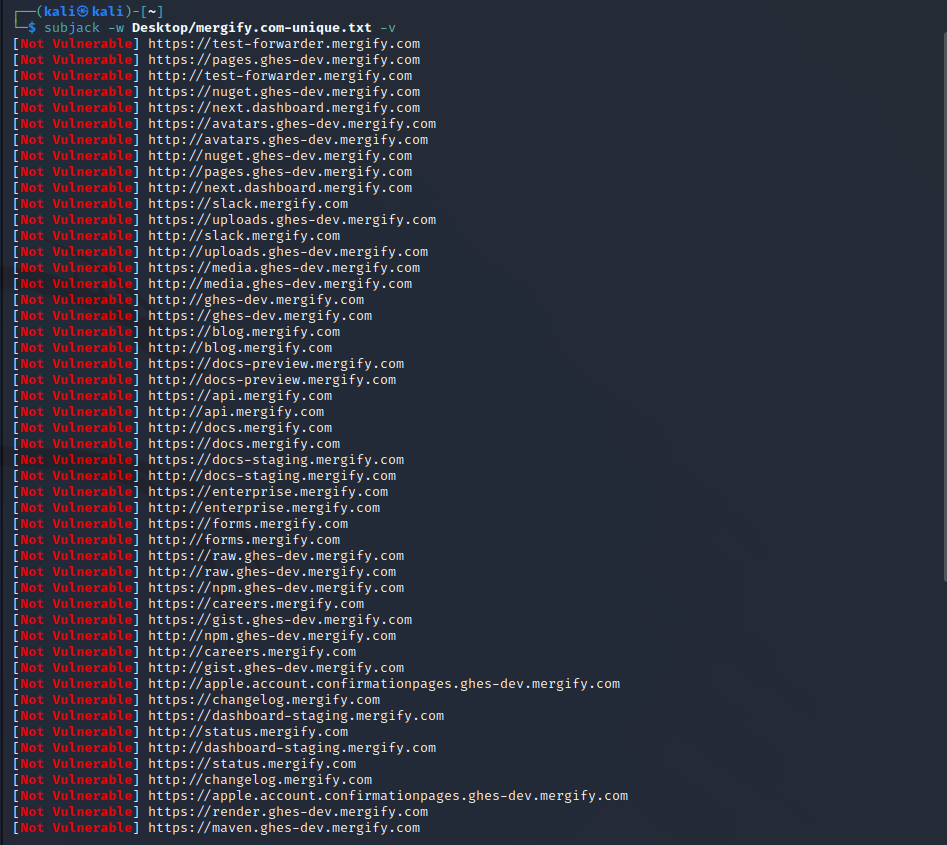 ┌──(kali㉿kali)-[~]
└─$ subjack -w Desktop/mergify.com-unique.txt -v
[Not Vulnerable] https://test-forwarder.mergify.com
[Not Vulnerable] https://pages.ghes-dev.mergify.com
[Not Vulnerable] http://test-forwarder.mergify.com
[Not Vulnerable] https://nuget.ghes-dev.mergify.com
[Not Vulnerable] https://next.dashboard.mergify.com
[Not Vulnerable] https://avatars.ghes-dev.mergify.com
[Not Vulnerable] http://avatars.ghes-dev.mergify.com
[Not Vulnerable] http://nuget.ghes-dev.mergify.com
[Not Vulnerable] http://pages.ghes-dev.mergify.com
[Not Vulnerable] http://next.dashboard.mergify.com
[Not Vulnerable] https://slack.mergify.com
[Not Vulnerable] https://uploads.ghes-dev.mergify.com
[Not Vulnerable] http://slack.mergify.com
[Not Vulnerable] http://uploads.ghes-dev.mergify.com
[Not Vulnerable] https://media.ghes-dev.mergify.com
[Not Vulnerable] http://media.ghes-dev.mergify.com
[Not Vulnerable] http://ghes-dev.mergify.com
[Not Vulnerable] https://ghes-dev.mergify.com
[Not Vulnerable] https://blog.mergify.com
[Not Vulnerable] http://blog.mergify.com
[Not Vulnerable] https://docs-preview.mergify.com
[Not Vulnerable] http://docs-preview.mergify.com
[Not Vulnerable] https://api.mergify.com
[Not Vulnerable] http://api.mergify.com
[Not Vulnerable] http://docs.mergify.com
[Not Vulnerable] https://docs.mergify.com
[Not Vulnerable] https://docs-staging.mergify.com
[Not Vulnerable] http://docs-staging.mergify.com
[Not Vulnerable] https://enterprise.mergify.com
[Not Vulnerable] http://enterprise.mergify.com
[Not Vulnerable] https://forms.mergify.com
[Not Vulnerable] http://forms.mergify.com
[Not Vulnerable] https://raw.ghes-dev.mergify.com
[Not Vulnerable] http://raw.ghes-dev.mergify.com
[Not Vulnerable] https://npm.ghes-dev.mergify.com
[Not Vulnerable] https://careers.mergify.com
[Not Vulnerable] https://gist.ghes-dev.mergify.com
[Not Vulnerable] http://npm.ghes-dev.mergify.com
[Not Vulnerable] http://careers.mergify.com
[Not Vulnerable] http://gist.ghes-dev.mergify.com
[Not Vulnerable] http://apple.account.confirmationpages.ghes-dev.mergify.com
[Not Vulnerable] https://changelog.mergify.com
[Not Vulnerable] https://dashboard-staging.mergify.com
[Not Vulnerable] http://status.mergify.com
[Not Vulnerable] http://dashboard-staging.mergify.com
[Not Vulnerable] https://status.mergify.com
[Not Vulnerable] http://changelog.mergify.com
[Not Vulnerable] https://apple.account.confirmationpages.ghes-dev.mergify.com
[Not Vulnerable] https://render.ghes-dev.mergify.com
[Not Vulnerable] https://maven.ghes-dev.mergify.com